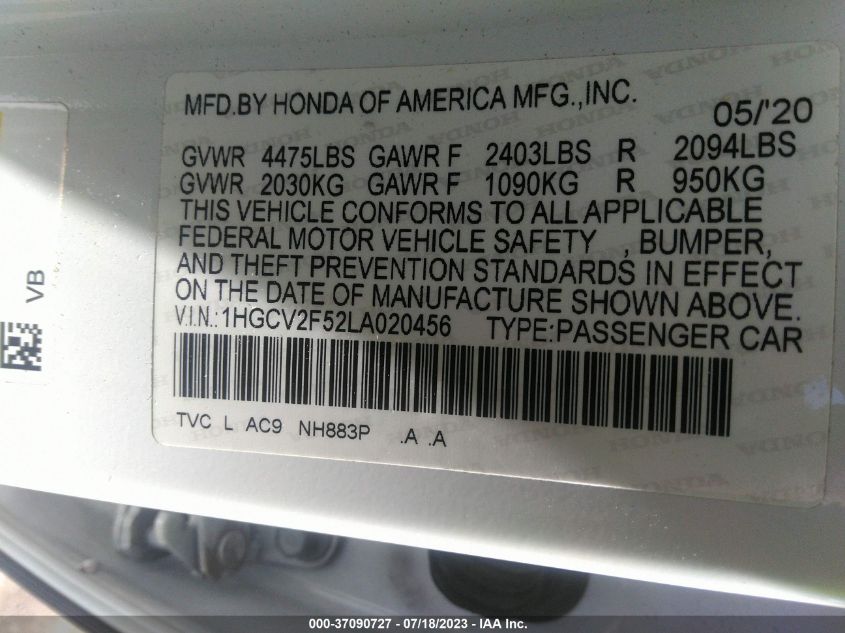 MFD.BY HONDA OF AMERICA MFG.,INC.
05/'20
GVWR 4475LBS GAWR F 2403LBS R 2094LBS
GVWR 2030KG GAWR F 1090KG R 950KG
THIS VEHICLE CONFORMS TO ALL APPLICABLE
FEDERAL MOTOR VEHICLE SAFETY , BUMPER,
AND THEFT PREVENTION STANDARDS IN EFFECT
ON THE DATE OF MANUFACTURE SHOWN ABOVE.
V.I.N.:1HGCV2F52LA020456 TYPE:PASSENGER CAR
TVC L AC9 NH883P .A .A
VB
000-37090727 - 07/18/2023 - IAA Inc.